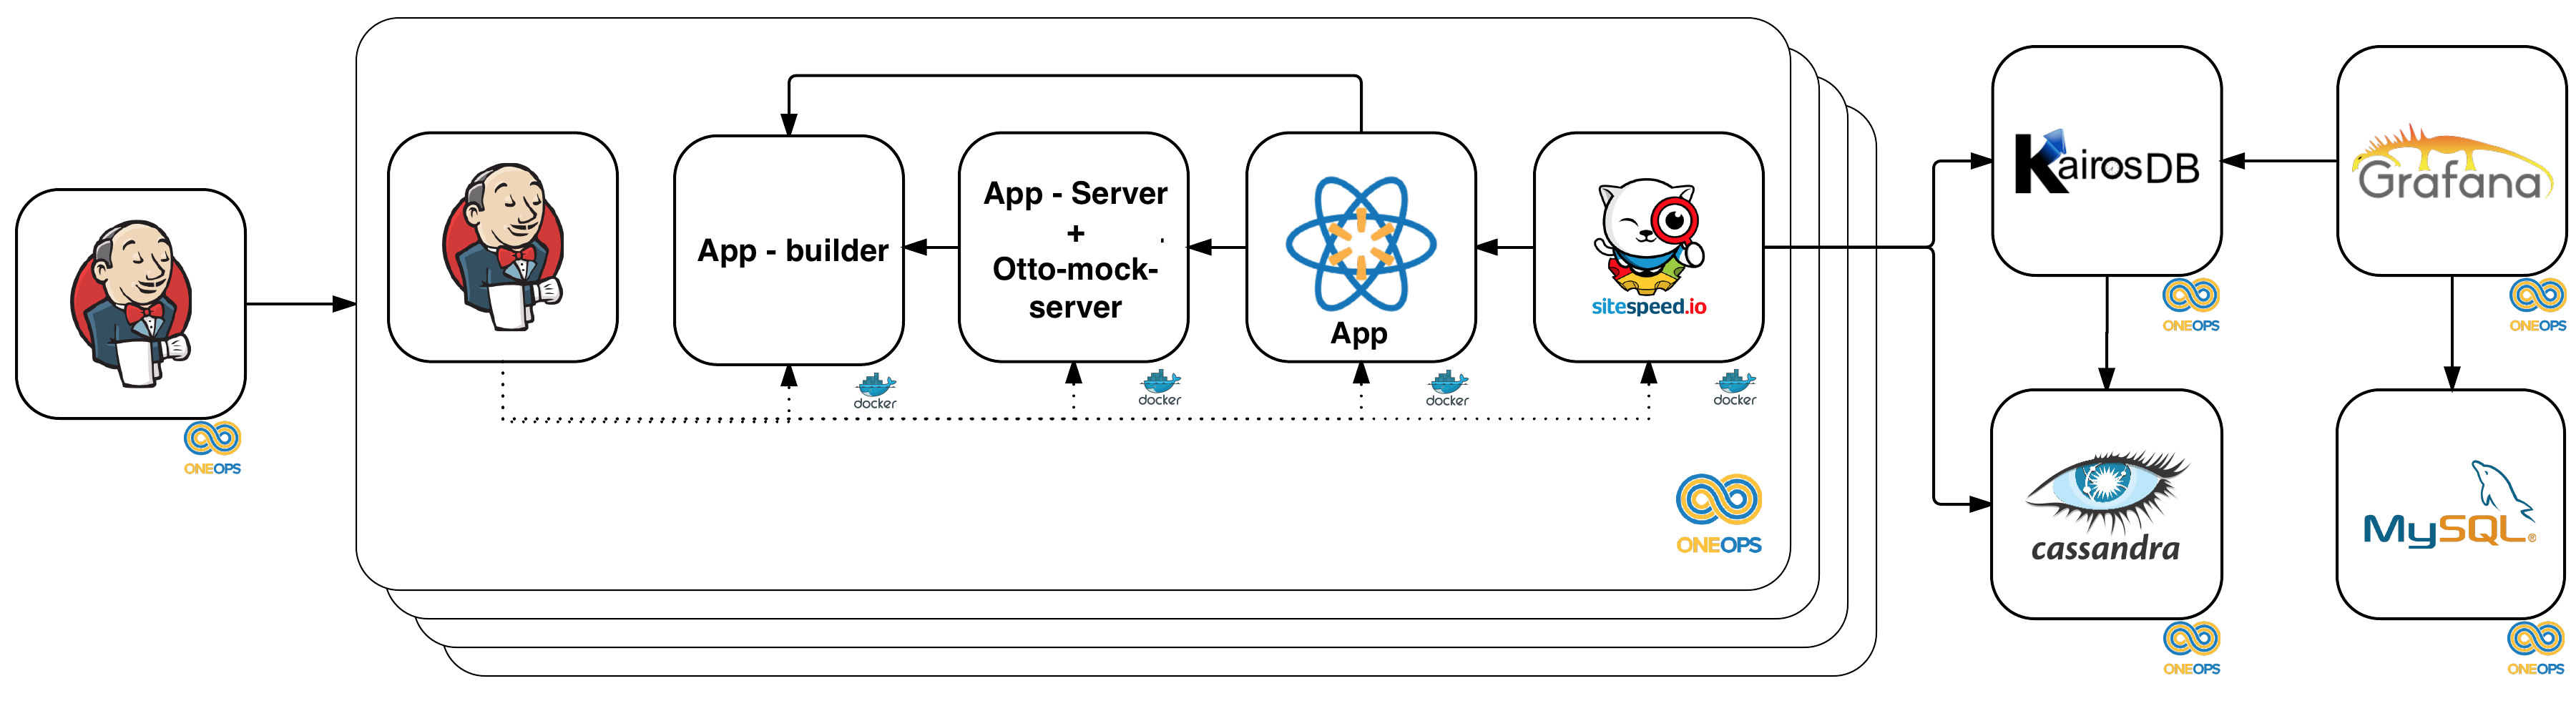 App - builder
App - Server
+
Otto-mock-
server
App
sitespeed.io
docker
docker
docker
docker
ONEOPS
ONEOPS
KairosDB
Grafana
ONEOPS
ONEOPS
cassandra
MySQL®
ONEOPS
ONEOPS